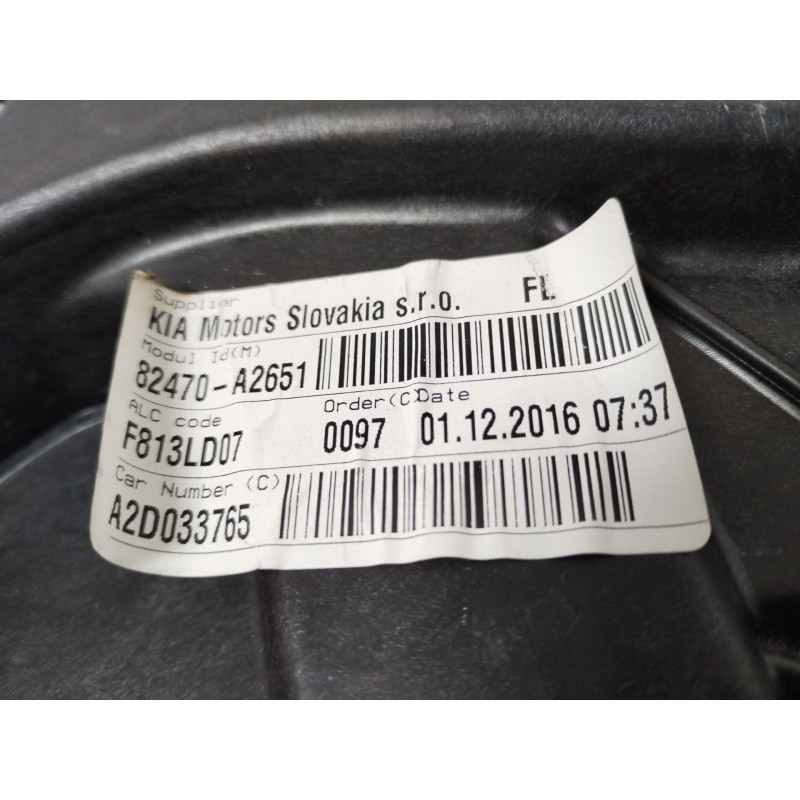 Supplier
KIA Motors Slovakia s.r.o. FL
Modul Id(M)
82470-A2651
ALC code Order(C)Date
F813LD07 0097 01.12.2016 07:37
Car Number (C)
A2D033765